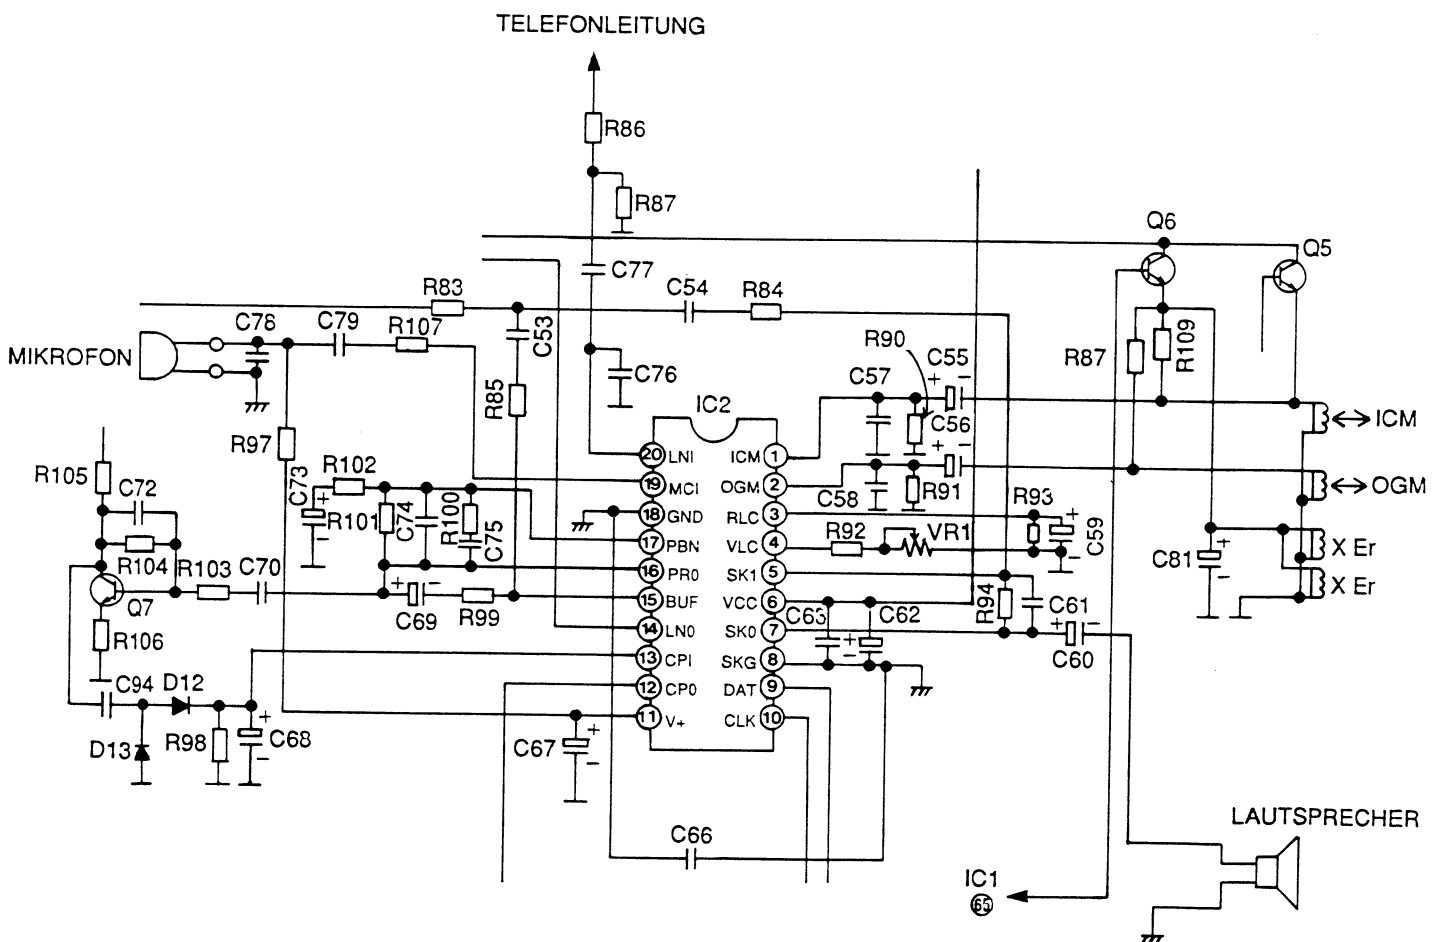 TELEFONLEITUNG
R86
R87
Q6
Q5
C77
R83
C54
R84
C78
C79
R107
C53
MIKROFON
R90
C55
+
-
R87
R109
C57
C76
R85
IC2
ICM
C56
+
-
R97
R105
C72
C73
+
-
R102
20 LNI
ICM 1
19 MCI
OGM 2
OGM
C58
R91
R93
R101
C74
R100
C75
18 GND
RLC 3
+
-
C59
R92
VR1
17 PBN
VLC 4
R104
R103
C70
16 PR0
SK1 5
C81
+
-
X Er
X Er
Q7
+
-
C69
R99
15 BUF
VCC 6
C63
C62
R94
C61
R106
14 LN0
SK0 7
+
-
+
-
C60
13 CPI
SKG 8
C94
D12
12 CP0
DAT 9
11 V+
CLK 10
D13
R98
+
-
C68
C67
+
-
LAUTSPRECHER
C66
IC1
65